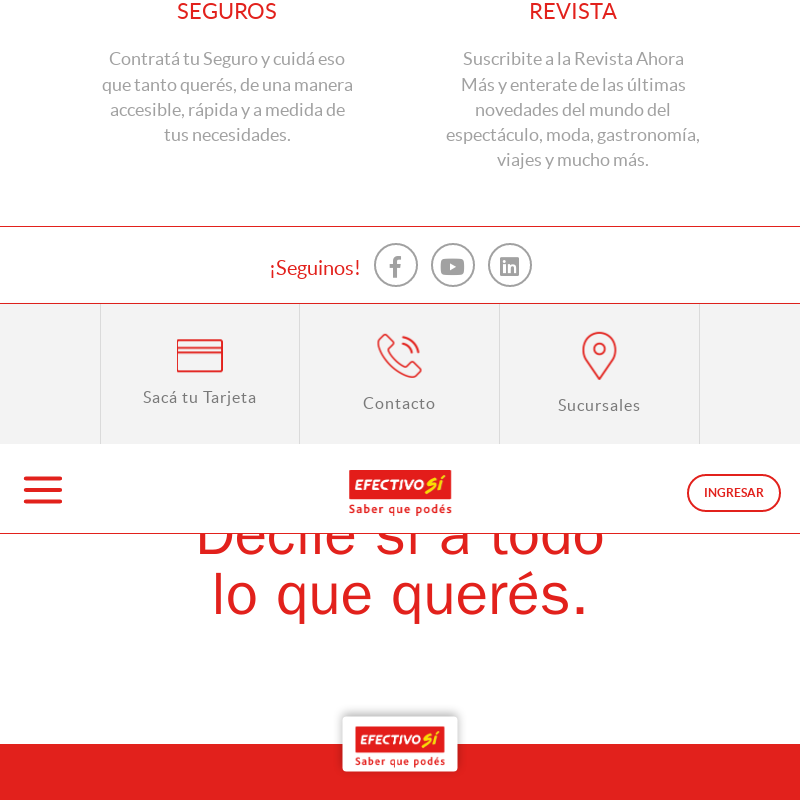 SEGUROS
Contratá tu Seguro y cuidá eso
que tanto querés, de una manera
accesible, rápida y a medida de
tus necesidades.
REVISTA
Suscribite a la Revista Ahora
Más y enterate de las últimas
novedades del mundo del
espectáculo, moda, gastronomía,
viajes y mucho más.
¡Seguinos!
Sacá tu Tarjeta
Contacto
Sucursales
EFECTIVO SÍ
Saber que podés
INGRESAR
Decile sí a todo
lo que querés.
EFECTIVO SÍ
Saber que podés